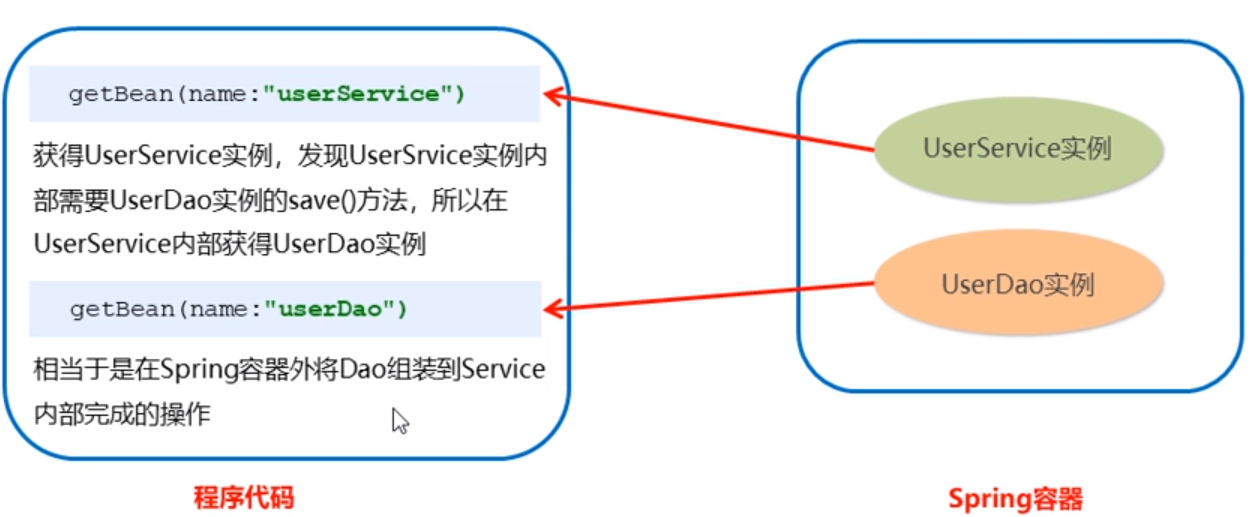 getBean(name:"userService")
获得UserService实例，发现UserSrvice实例内
部需要UserDao实例的save()方法，所以在
UserService内部获得UserDao实例
getBean(name:"userDao")
相当于是在Spring容器外将Dao组装到Service
内部完成的操作
程序代码
UserService实例
UserDao实例
Spring容器